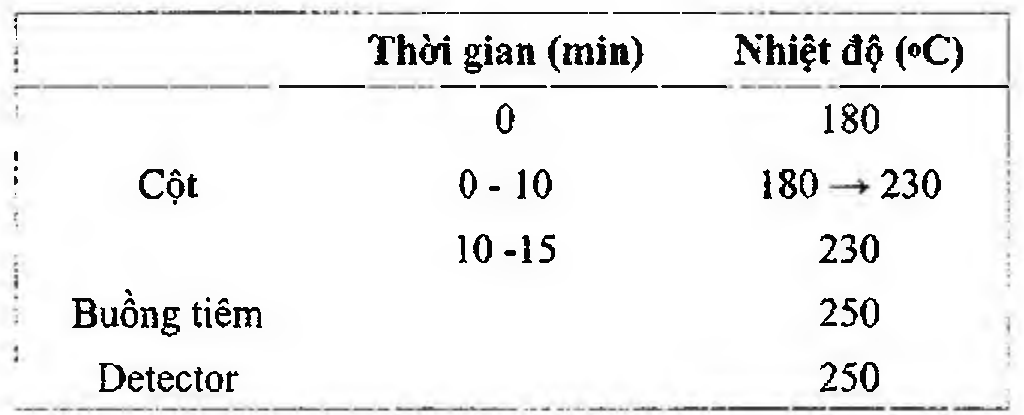 Thời gian (min) Nhiệt độ (ºC)
0 180
Cột 0 - 10 180 → 230
10 -15 230
Buồng tiêm 250
Detector 250